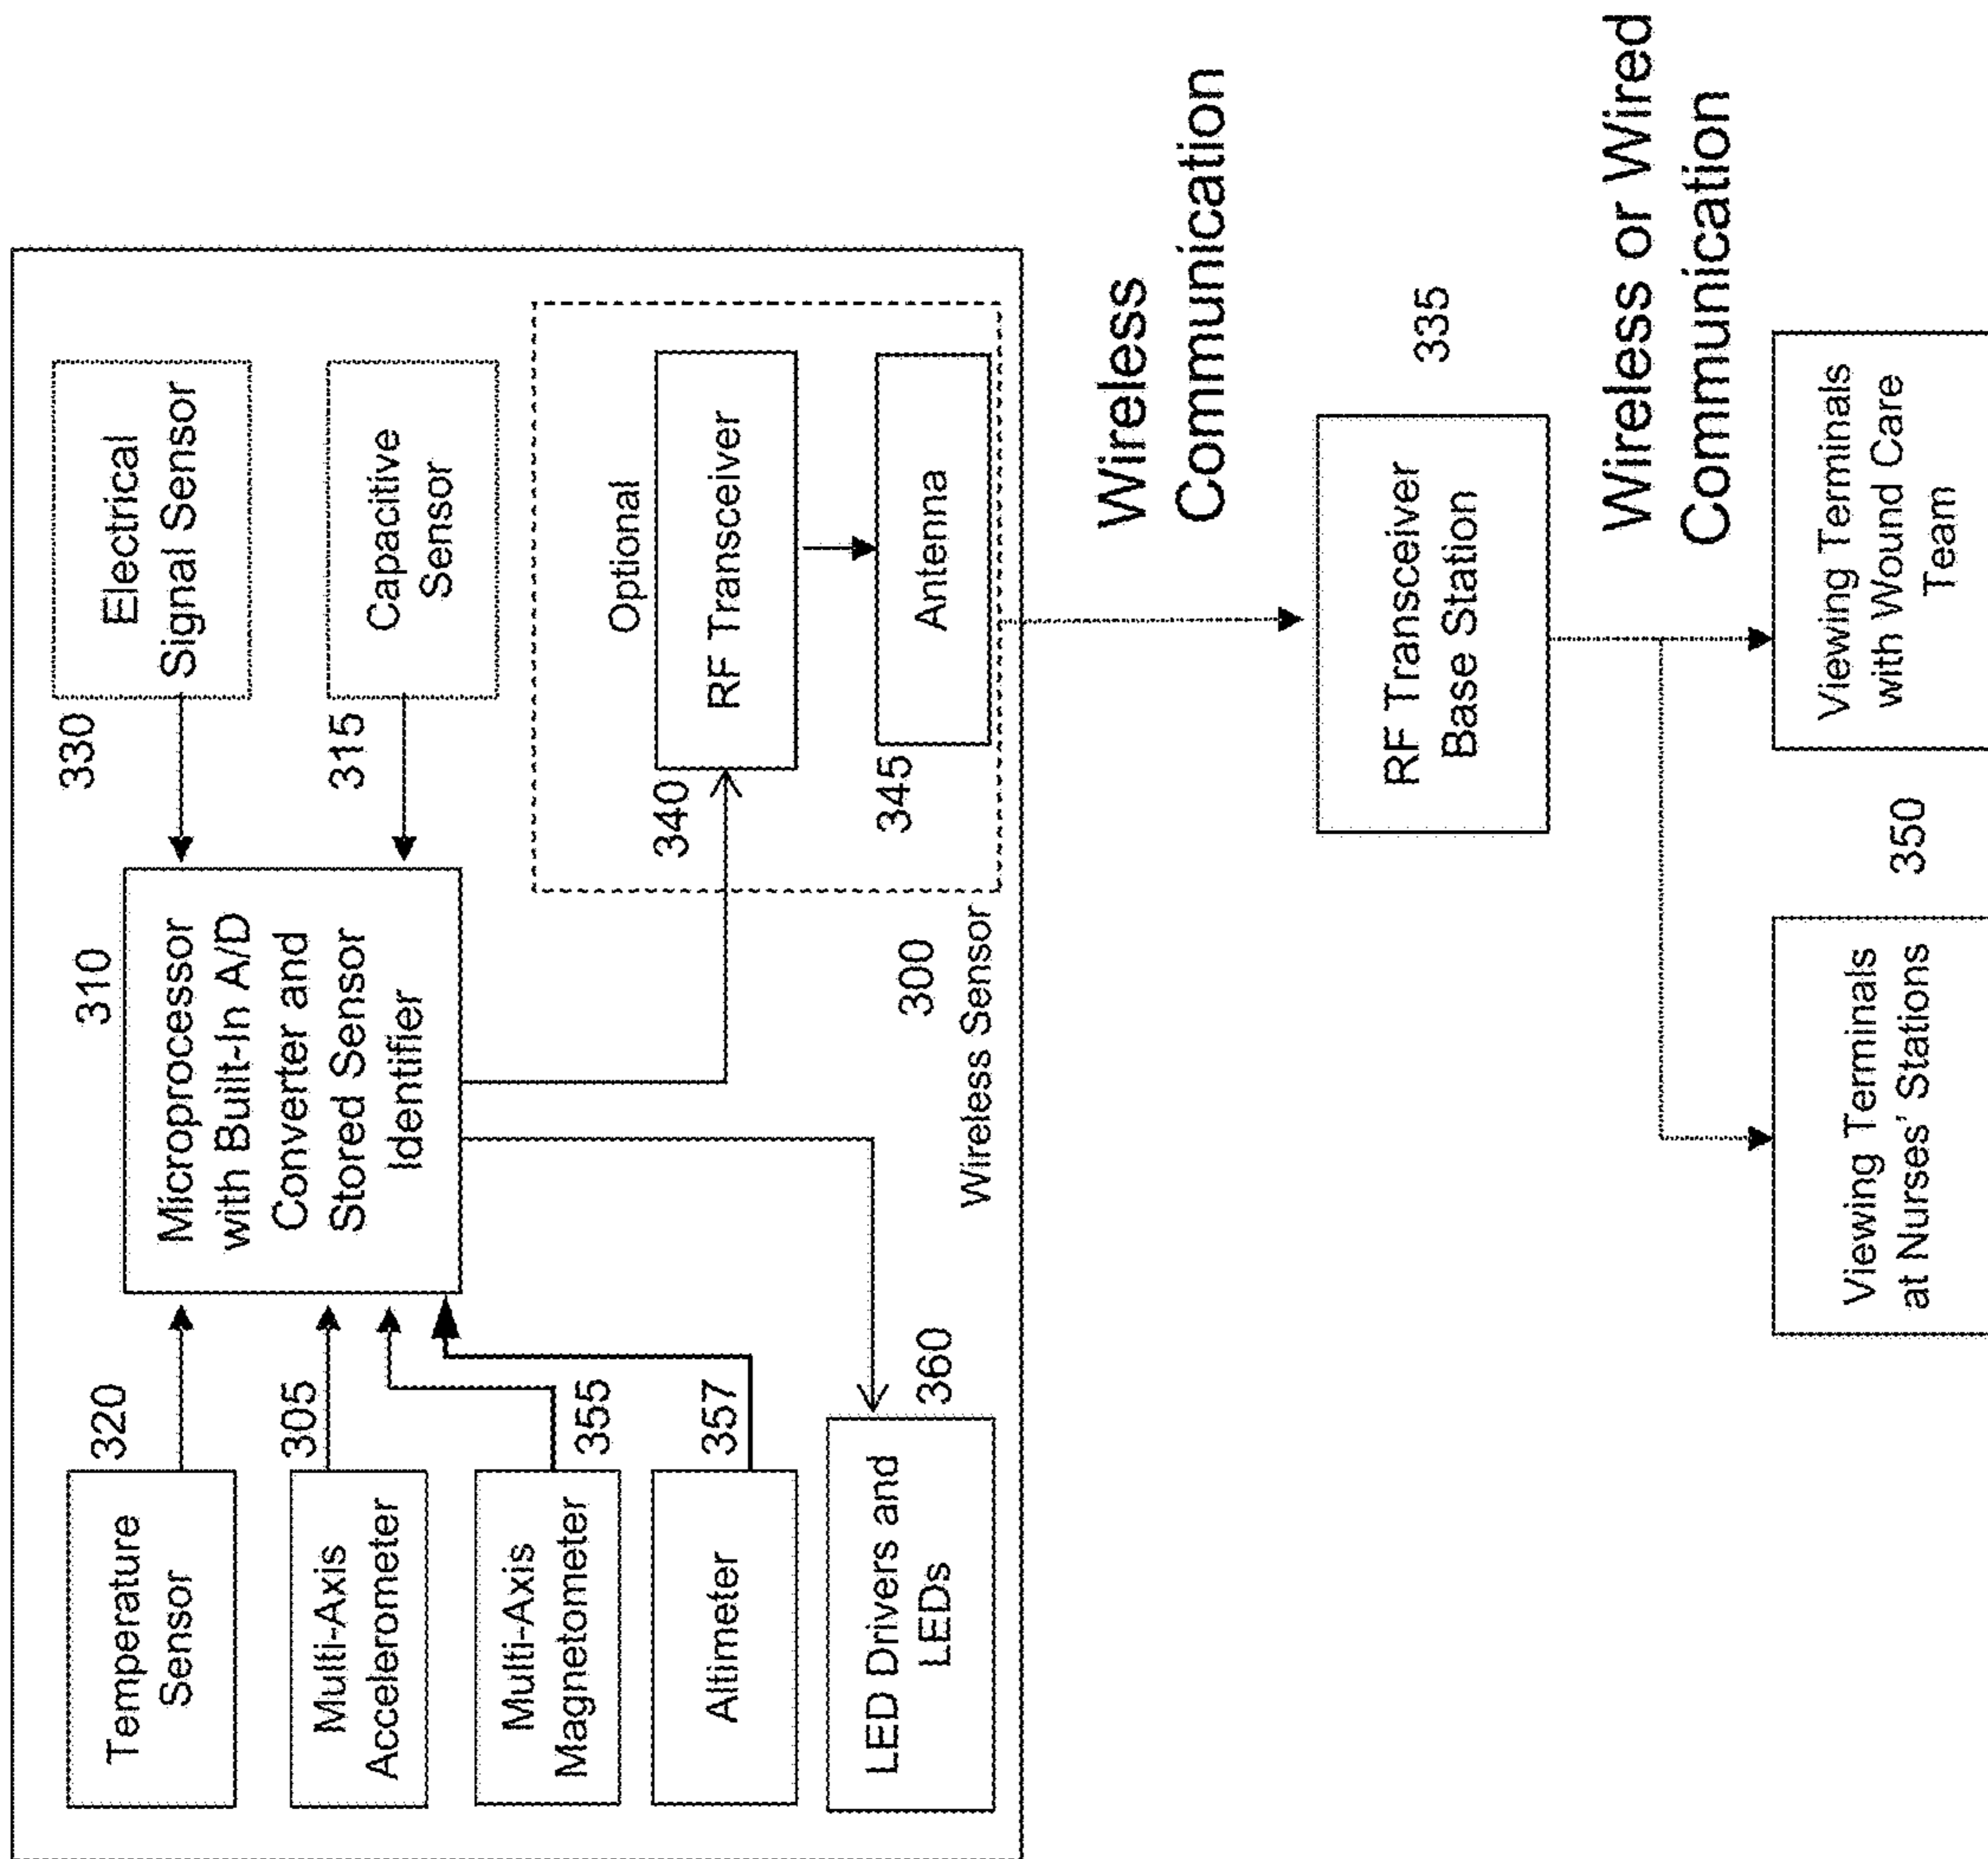 320
Temperature
Sensor
305
Multi-Axis
Accelerometer
355
Multi-Axis
Magnetometer
357
Altimeter
360
LED Drivers and
LEDs
310
Microprocessor
with Built-In A/D
Converter and
Stored Sensor
Identifier
330
Electrical
Signal Sensor
315
Capacitive
Sensor
Optional
340
RF Transceiver
345
Antenna
300
Wireless Sensor
Wireless
Communication
335
RF Transceiver
Base Station
Wireless or Wired
Communication
Viewing Terminals
at Nurses' Stations
350
Viewing Terminals
with Wound Care
Team